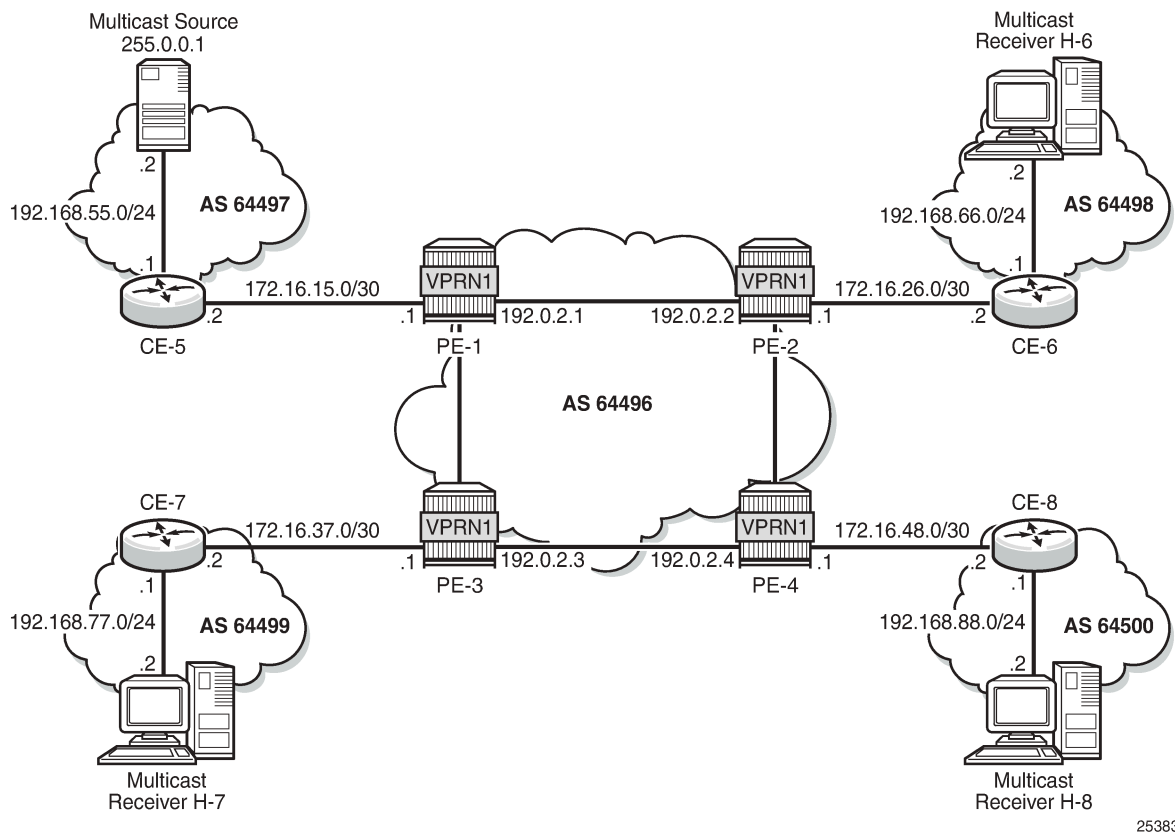 Multicast Source
255.0.0.1
Multicast
Receiver H-6
.2
.2
192.168.55.0/24
AS 64497
192.168.66.0/24
AS 64498
.1
.1
172.16.15.0/30
VPRN1
VPRN1
172.16.26.0/30
.2
.1
192.0.2.1
192.0.2.2
.1
.2
CE-5
PE-1
PE-2
CE-6
AS 64496
CE-7
CE-8
172.16.37.0/30
VPRN1
VPRN1
172.16.48.0/30
.2
.1
192.0.2.3
192.0.2.4
.1
.2
.1
PE-3
PE-4
.1
192.168.77.0/24
AS 64499
192.168.88.0/24
AS 64500
.2
.2
Multicast
Receiver H-7
Multicast
Receiver H-8
25383